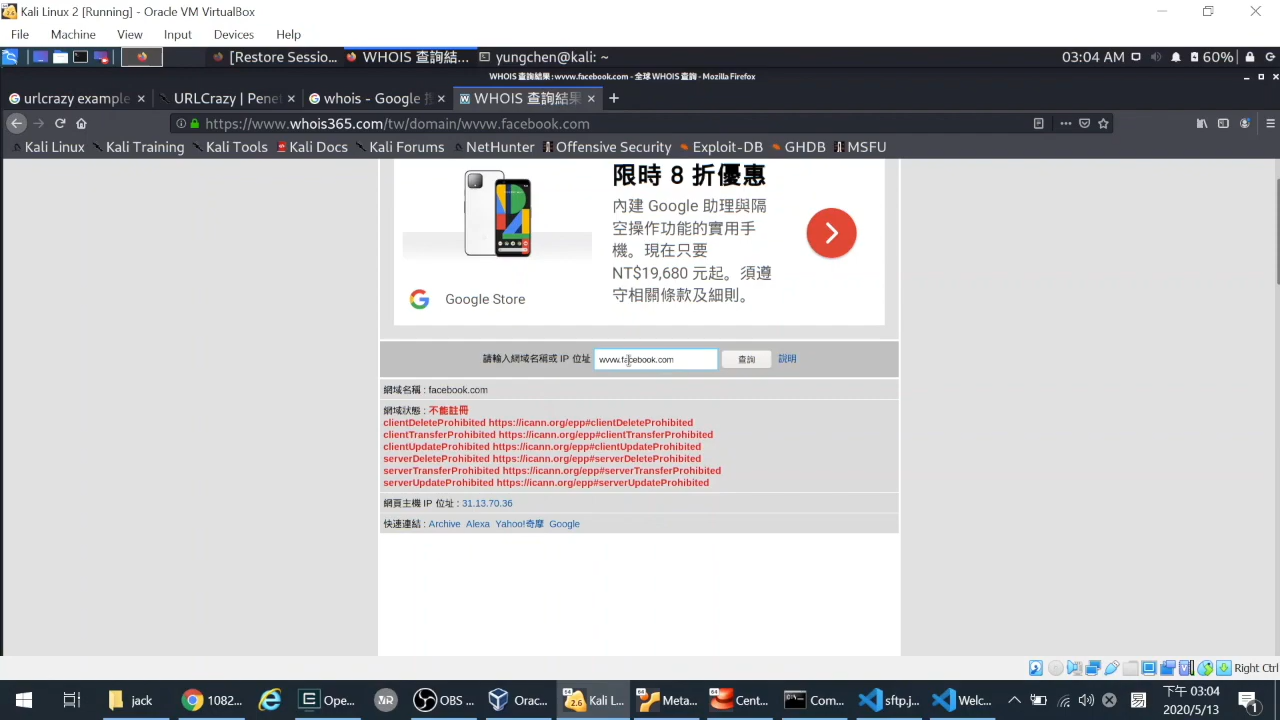 Kali Linux 2 [Running] - Oracle VM VirtualBox
File Machine View Input Devices Help
[Restore Sessio... WHOIS 查詢結... yungchen@kali: ~ 03:04 AM 60%
WHOIS 查詢結果 : www.facebook.com - 全球 WHOIS 查詢 - Mozilla Firefox
urlcrazy example URLCrazy | Pene whois - Google WHOIS 查詢結果
https://www.whois365.com/tw/domain/wvvw.facebook.com
Kali Linux Kali Training Kali Tools Kali Docs Kali Forums NetHunter Offensive Security Exploit-DB GHDB MSFU
限時 8 折優惠
內建 Google 助理與隔
空操作功能的實用手
機。現在只要
NT$19,680 元起。須遵
守相關條款及細則。
Google Store
請輸入網域名稱或 IP 位址 wvvw.facebook.com 查詢 說明
網域名稱 : facebook.com
網域狀態 : 不能註冊
clientDeleteProhibited https://icann.org/epp#clientDeleteProhibited
clientTransferProhibited https://icann.org/epp#clientTransferProhibited
clientUpdateProhibited https://icann.org/epp#clientUpdateProhibited
serverDeleteProhibited https://icann.org/epp#serverDeleteProhibited
serverTransferProhibited https://icann.org/epp#serverTransferProhibited
serverUpdateProhibited https://icann.org/epp#serverUpdateProhibited
網頁主機 IP 位址 : 31.13.70.36
快速連結 : Archive Alexa Yahoo!奇摩 Google
Right Ctrl
jack 1082... Ope... OBS ... Orac... Kali L... Meta... Cent... Com... sftp.j... Welc... 下午 03:04
2020/5/13